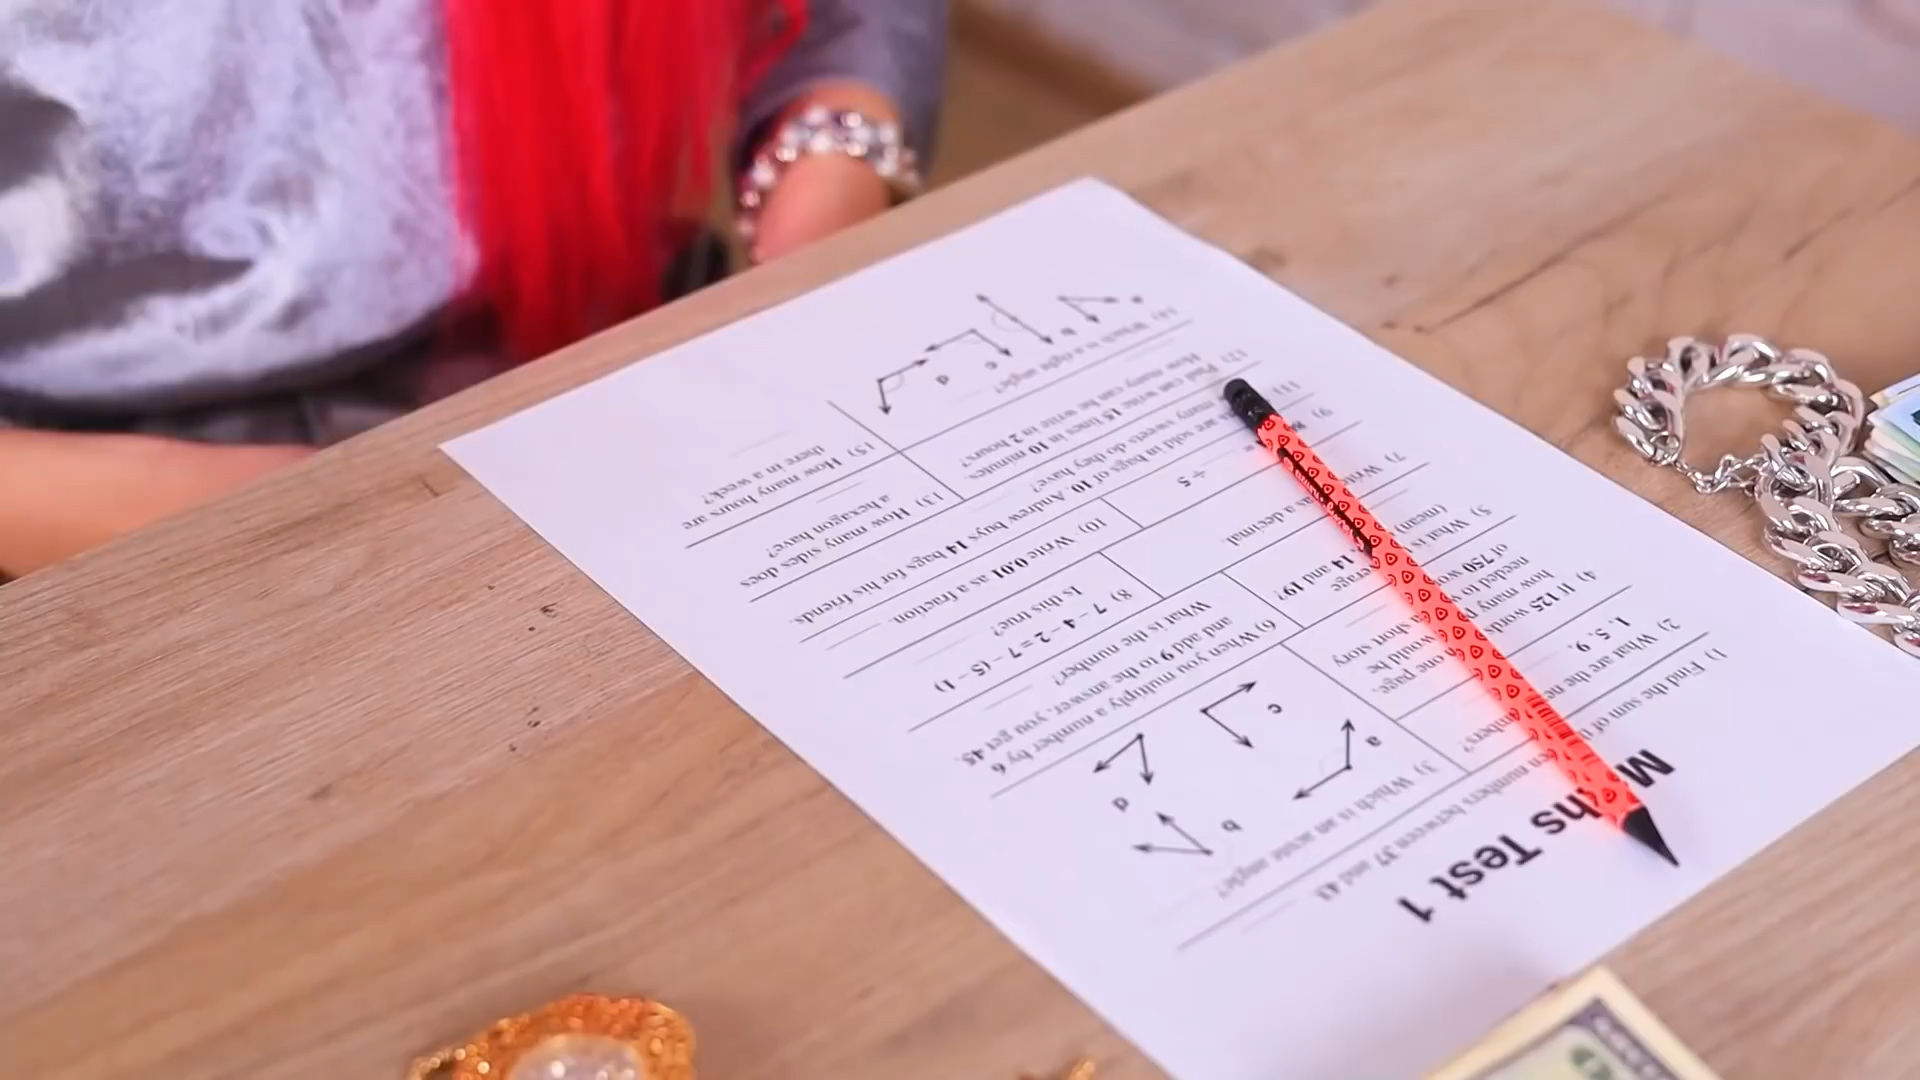 Maths Test 1
1) Find the sum of
en numbers between 37 and 43.
2) What are the ne
mbers?
1, 5, 9,
3) Which is an acute angle?
a
b
c
d
4) If 125 words
n one page,
how many p
would be
needed to w
a short story
of 750 wo
5) What is
erage
(mean)
, 14 and 19?
6) When you multiply a number by 6
and add 9 to the answer, you get 45.
What is the number?
7) Write
as a decimal.
8) 7 − 4 − 2 = 7 − (5 − 1)
Is this true?
9)
÷ 5
10) Write 0.01 as a fraction.
11)
s are sold in bags of 10. Andrew buys 14 bags for his friends.
many sweets do they have?
12) Paul can write 15 lines in 10 minutes.
How many can he write in 2 hours?
13) How many sides does
a hexagon have?
14) Which is a right angle?
a
b
c
d
15) How many hours are
there in a week?